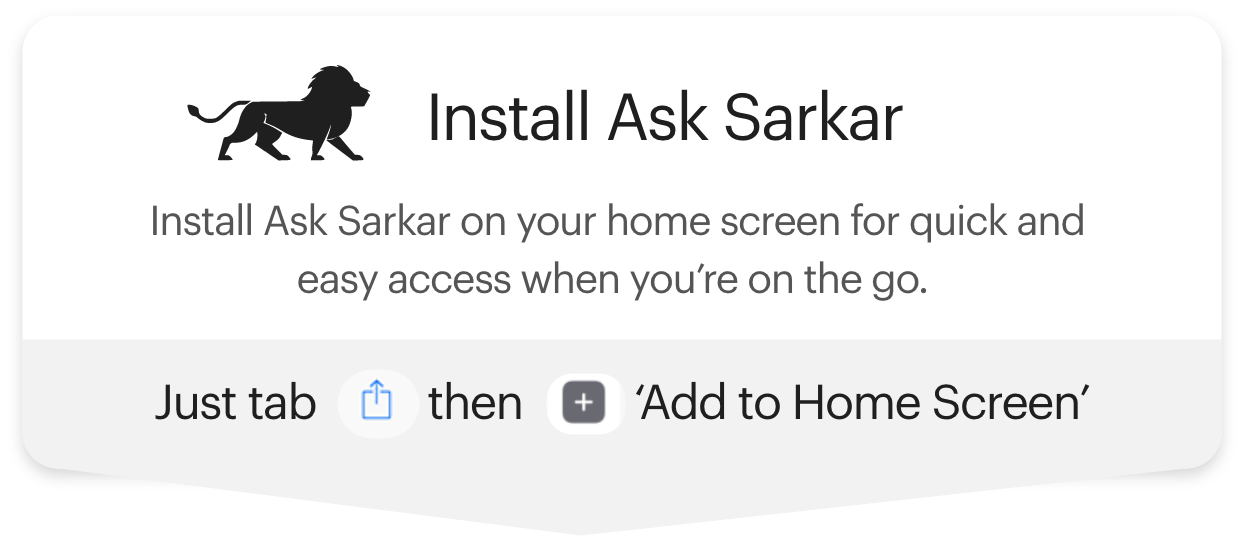 Install Ask Sarkar
Install Ask Sarkar on your home screen for quick and
easy access when you’re on the go.
Just tab then ‘Add to Home Screen’